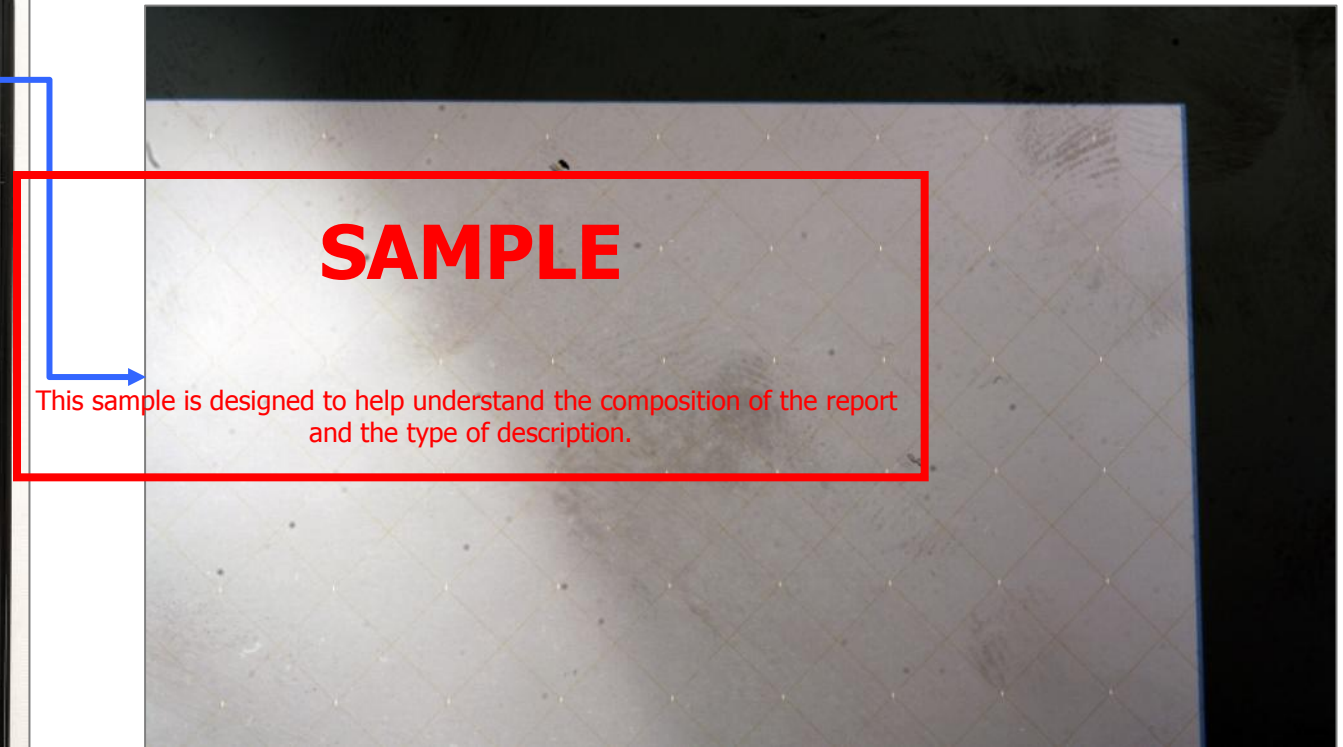 SAMPLE
This sample is designed to help understand the composition of the report
and the type of description.